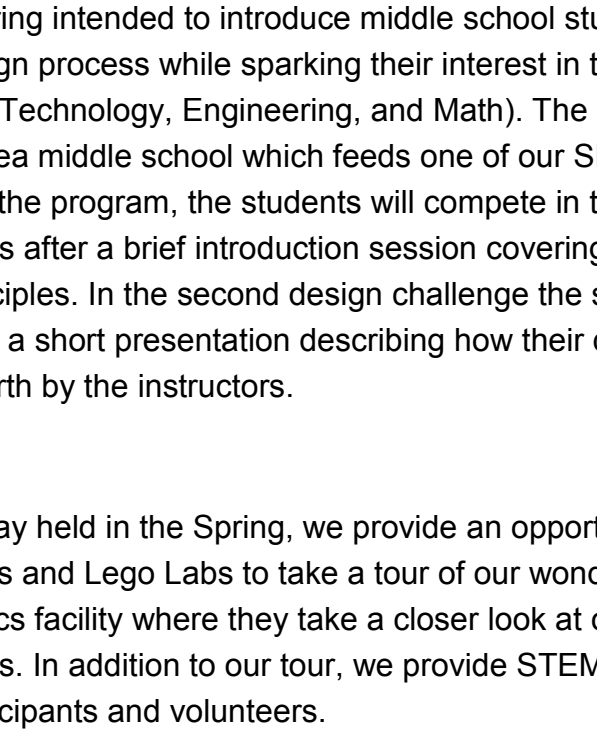 ring intended to introduce middle school stu
gn process while sparking their interest in t
Technology, Engineering, and Math). The
ea middle school which feeds one of our S
the program, the students will compete in t
s after a brief introduction session covering
ciples. In the second design challenge the s
a short presentation describing how their
rth by the instructors.
ay held in the Spring, we provide an opport
s and Lego Labs to take a tour of our wond
cs facility where they take a closer look at
s. In addition to our tour, we provide STEM
cipants and volunteers.